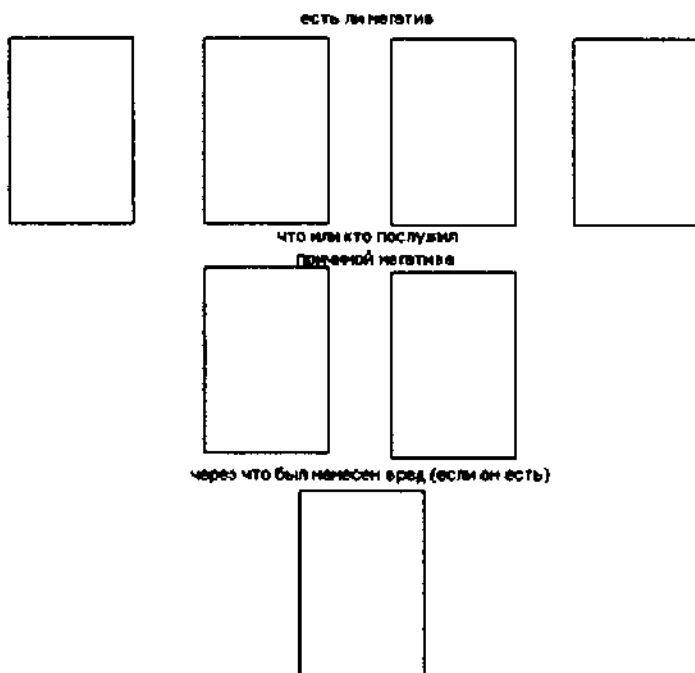 есть ли негатив
что или кто послужил
причиной негатива
через что был нанесен вред (если он есть)